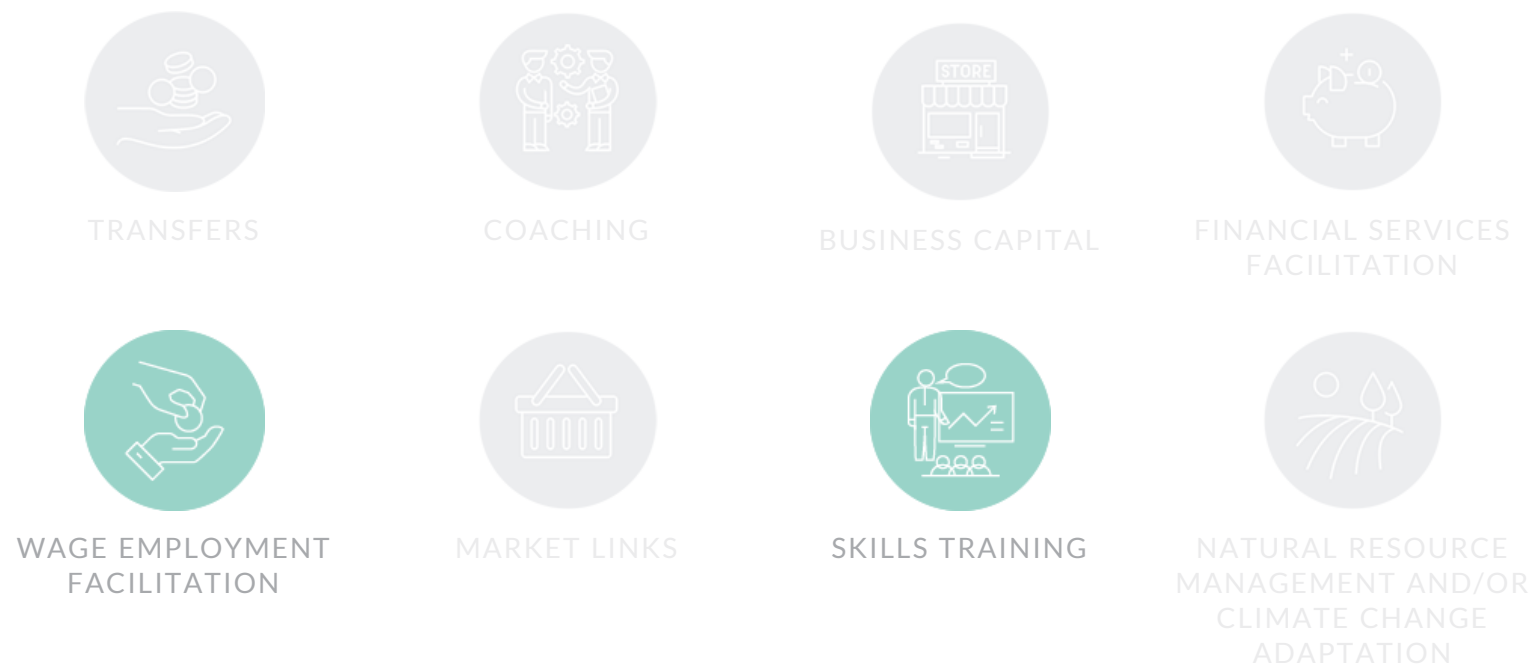 STORE
TRANSFERS
COACHING
BUSINESS CAPITAL
FINANCIAL SERVICES
FACILITATION
WAGE EMPLOYMENT
FACILITATION
MARKET LINKS
SKILLS TRAINING
NATURAL RESOURCE
MANAGEMENT AND/OR
CLIMATE CHANGE
ADAPTATION